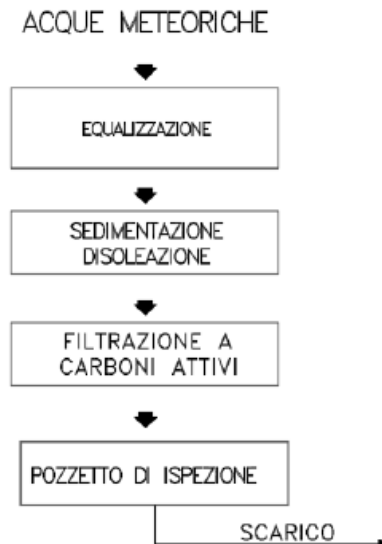 ACQUE METEORICHE
EQUALIZZAZIONE
SEDIMENTAZIONE
DISOLEAZIONE
FILTRAZIONE A
CARBONI ATTIVI
POZZETTO DI ISPEZIONE
SCARICO